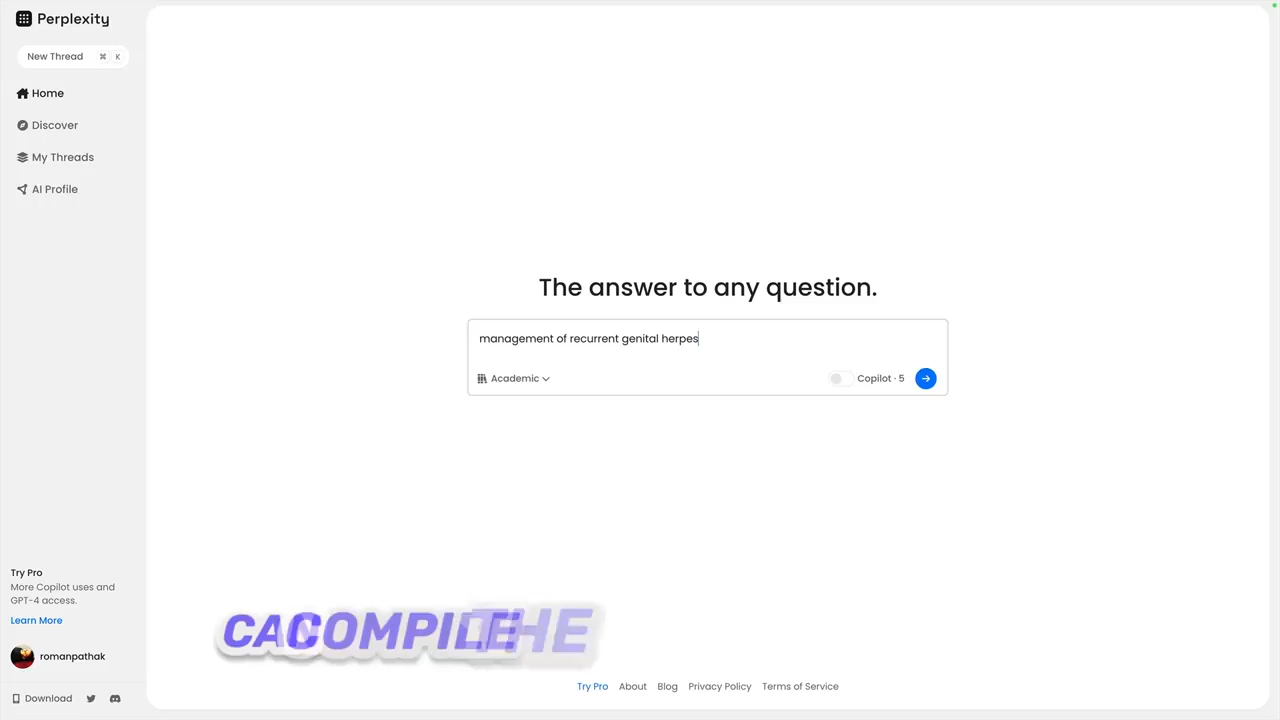 Perplexity
New Thread ⌘ K
Home
Discover
My Threads
AI Profile
The answer to any question.
management of recurrent genital herpes
Academic
Copilot · 5
Try Pro
More Copilot uses and
GPT-4 access.
Learn More
romanpathak
Download
COMPILE THE
Try Pro About Blog Privacy Policy Terms of Service